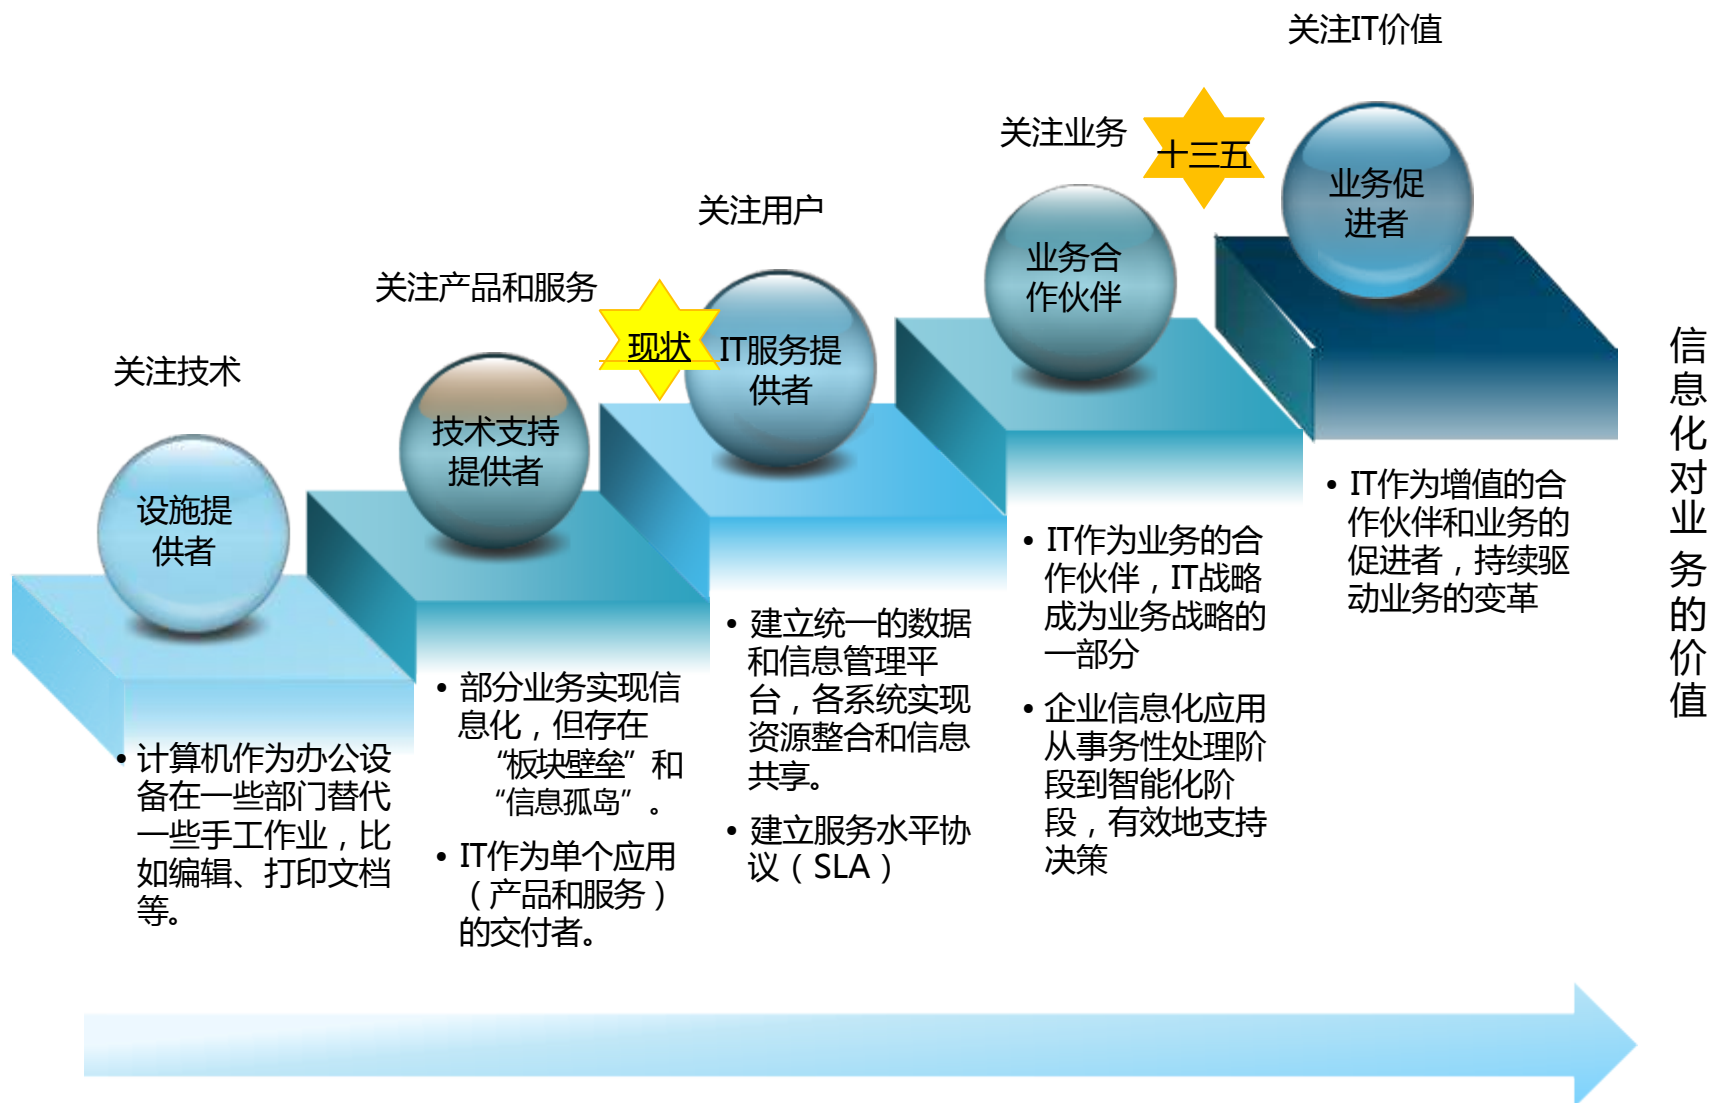 关注IT价值
关注业务
十三五
业务促
进者
关注用户
业务合
作伙伴
关注产品和服务
现状
IT服务提
供者
关注技术
技术支持
提供者
设施提
供者
• 计算机作为办公设
备在一些部门替代
一些手工作业，比
如编辑、打印文档
等。
• 部分业务实现信
息化，但存在
“板块壁垒”和
“信息孤岛”。
• IT作为单个应用
（产品和服务）
的交付者。
• 建立统一的数据
和信息管理平
台，各系统实现
资源整合和信息
共享。
• 建立服务水平协
议（SLA）
• IT作为业务的合
作伙伴，IT战略
成为业务战略的
一部分
• 企业信息化应用
从事务性处理阶
段到智能化阶
段，有效地支持
决策
• IT作为增值的合
作伙伴和业务的
促进者，持续驱
动业务的变革
信息化对业务的价值